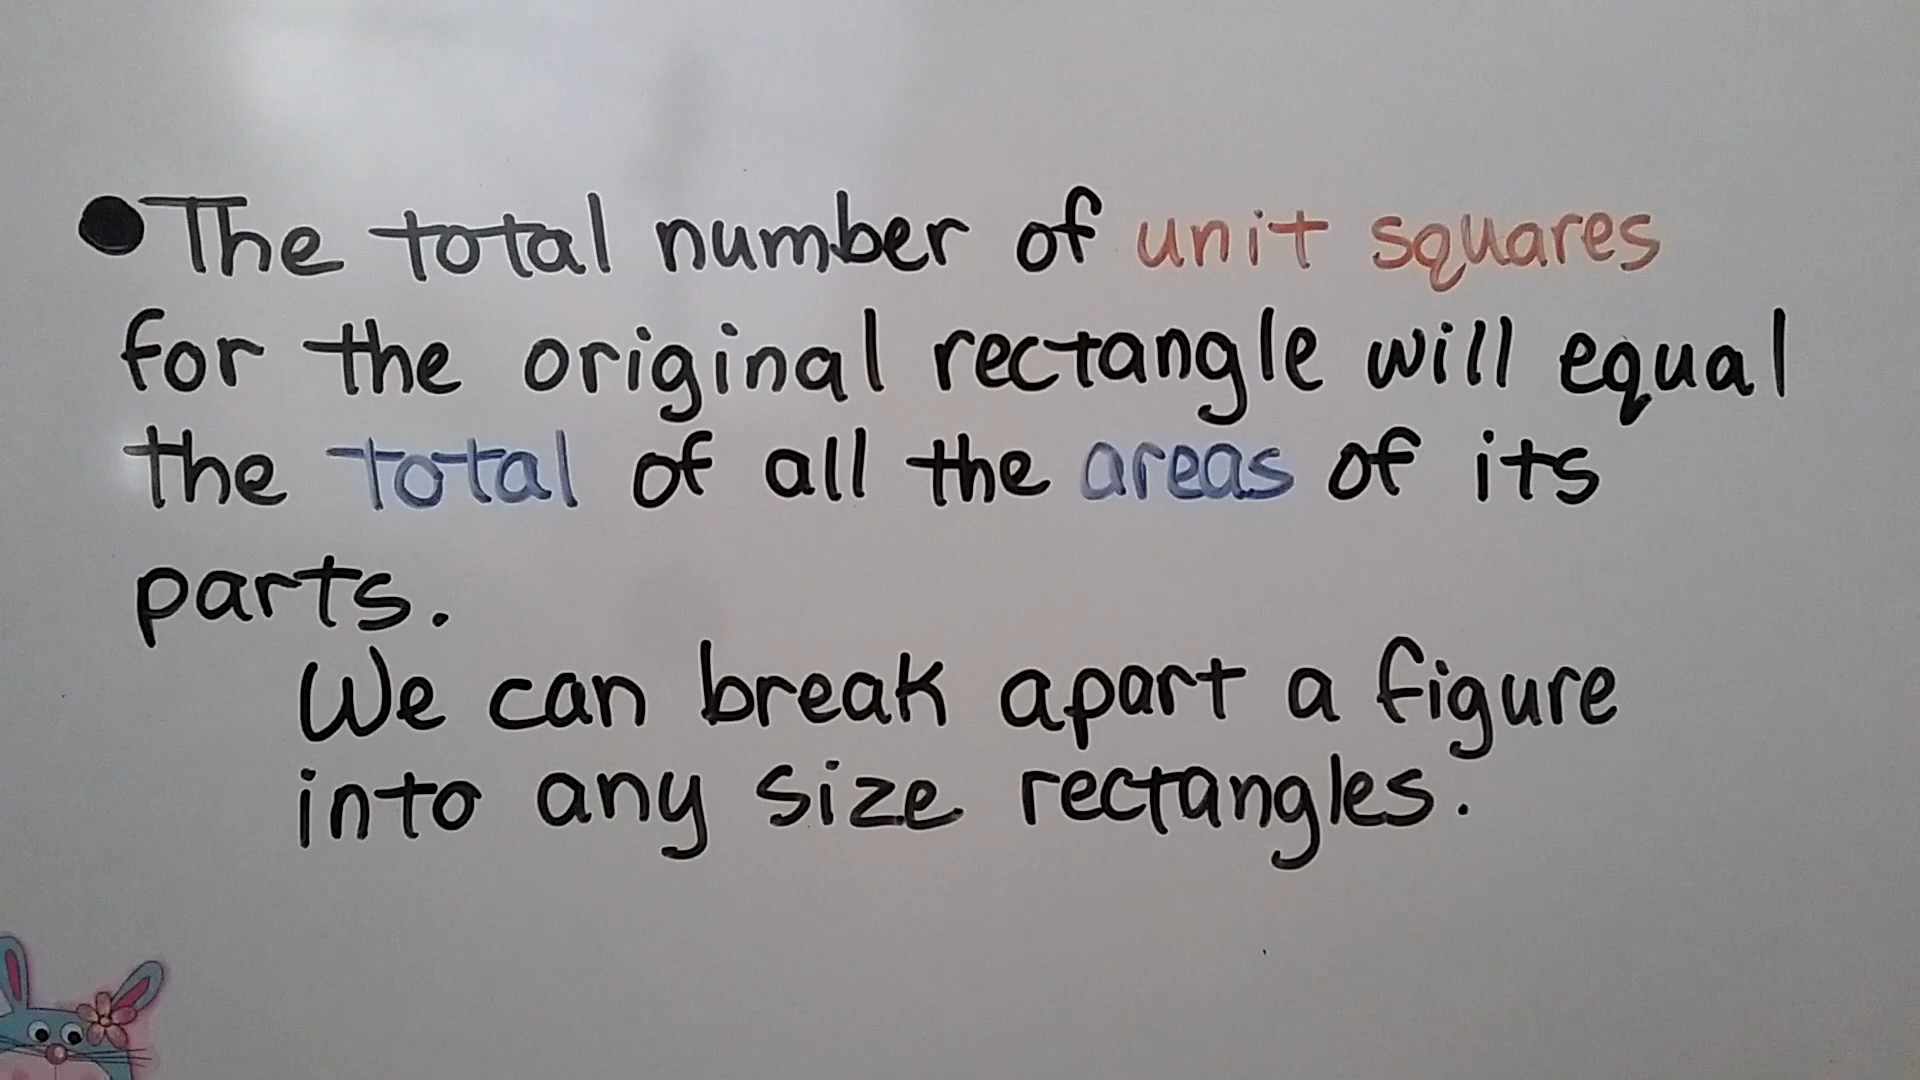 ●The total number of unit squares
for the original rectangle will equal
the total of all the areas of its
parts.
We can break apart a figure
into any size rectangles.